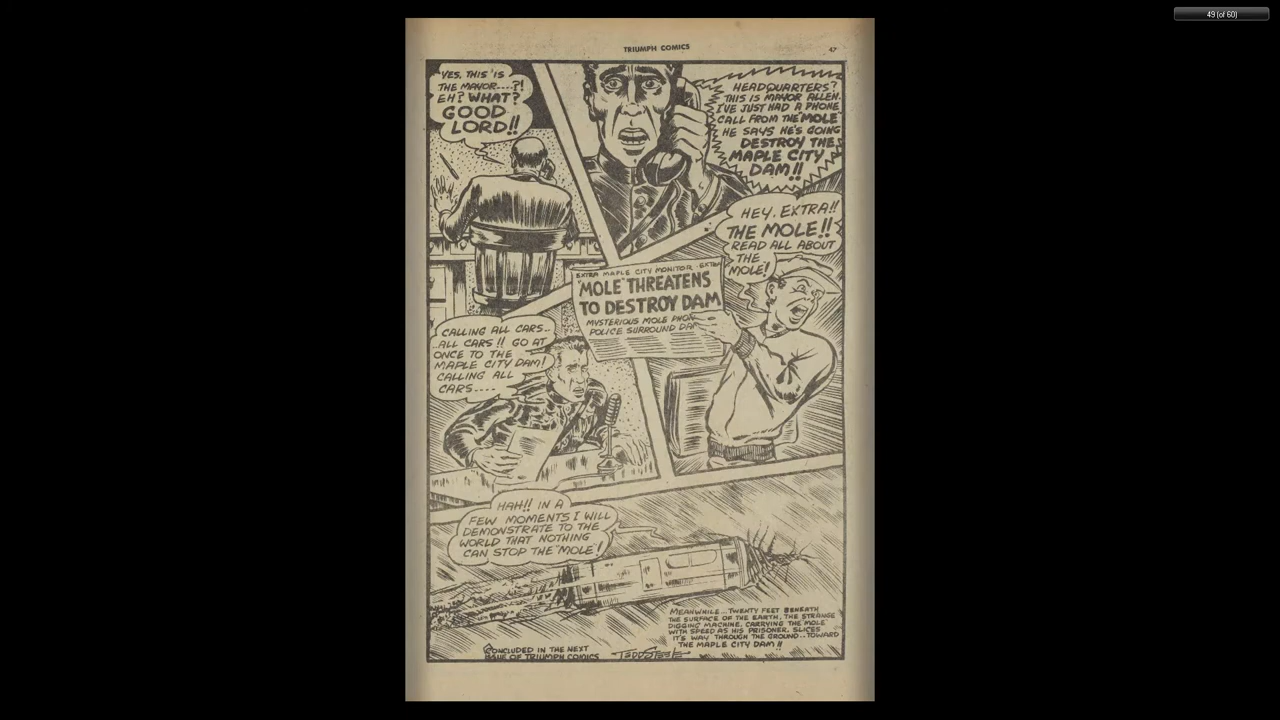 49 (of 60)
TRIUMPH COMICS
47
YES, THIS IS
THE MAYOR....?!
EH? WHAT?
GOOD
LORD!!
HEADQUARTERS?
THIS IS MAYOR ALLEN.
I'VE JUST HAD A PHONE
CALL FROM THE MOLE
HE SAYS HE'S GOING
DESTROY THE
MAPLE CITY
DAM!!
HEY, EXTRA!!
THE MOLE!!
READ ALL ABOUT
THE
MOLE!
EXTRA MAPLE CITY MONITOR EXTRA
"MOLE" THREATENS
TO DESTROY DAM
MYSTERIOUS MOLE PHON
POLICE SURROUND DA
CALLING ALL CARS..
..ALL CARS!! GO AT
ONCE TO THE
MAPLE CITY DAM!
CALLING ALL
CARS....
HAH!! IN A
FEW MOMENTS I WILL
DEMONSTRATE TO THE
WORLD THAT NOTHING
CAN STOP THE "MOLE"!
MEANWHILE... TWENTY FEET BENEATH
THE SURFACE OF THE EARTH, THE STRANGE
DIGGING MACHINE, CARRYING THE "MOLE"
WITH SPEED AS HIS PRISONER, SLICES
IT'S WAY THROUGH THE GROUND...TOWARD
THE MAPLE CITY DAM!!
CONCLUDED IN THE NEXT
ISSUE OF TRIUMPH COMICS
TEDD STEELE